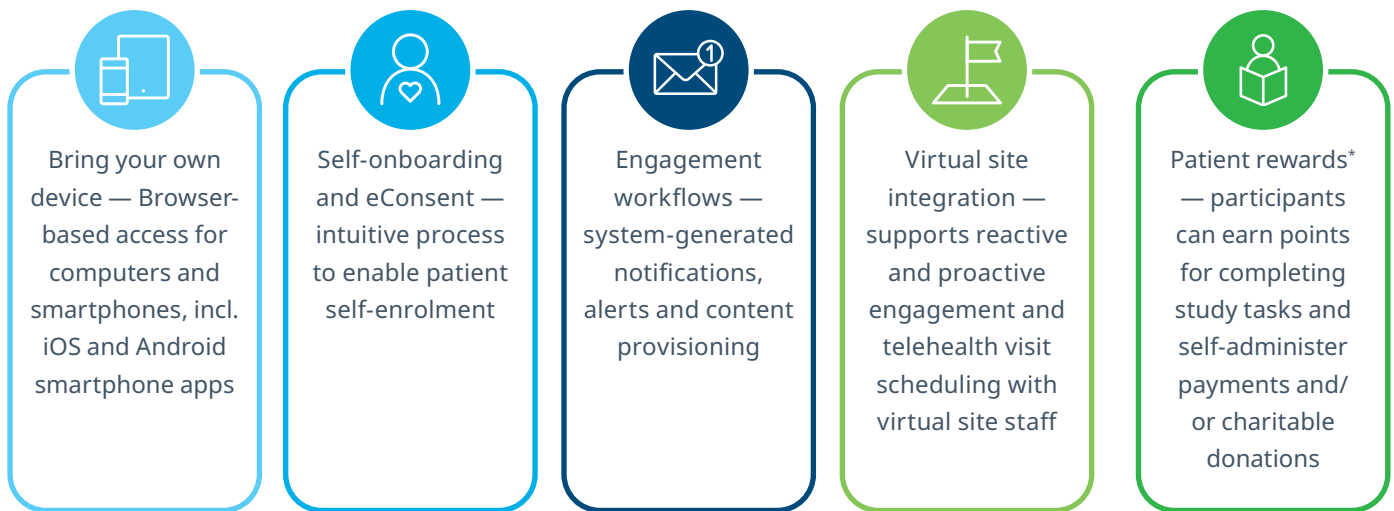 1
Bring your own
device — Browser-
based access for
computers and
smartphones, incl.
iOS and Android
smartphone apps
Self-onboarding
and eConsent —
intuitive process
to enable patient
self-enrolment
Engagement
workflows —
system-generated
notifications,
alerts and content
provisioning
Virtual site
integration —
supports reactive
and proactive
engagement and
telehealth visit
scheduling with
virtual site staff
Patient rewards*
— participants
can earn points
for completing
study tasks and
self-administer
payments and/
or charitable
donations